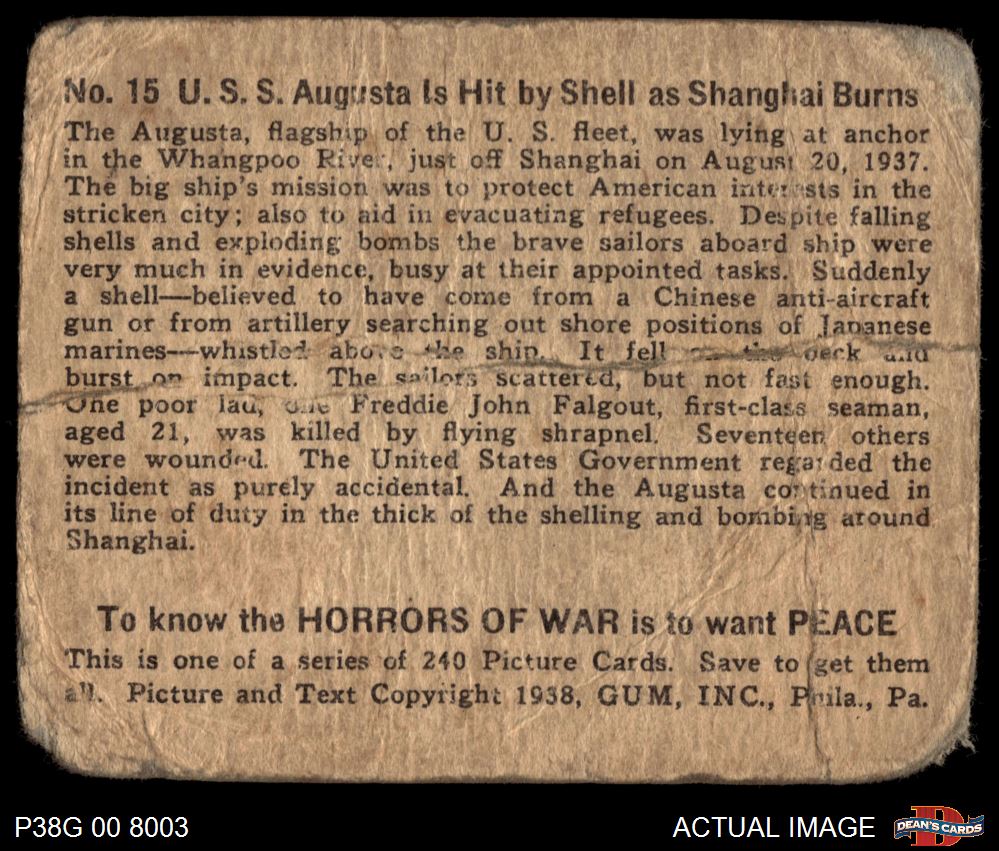 No. 15 U. S. S. Augusta Is Hit by Shell as Shanghai Burns
The Augusta, flagship of the U. S. fleet, was lying at anchor
in the Whangpoo River, just off Shanghai on August 20, 1937.
The big ship's mission was to protect American interests in the
stricken city; also to aid in evacuating refugees. Despite falling
shells and exploding bombs the brave sailors aboard ship were
very much in evidence, busy at their appointed tasks. Suddenly
a shell—believed to have come from a Chinese anti-aircraft
gun or from artillery searching out shore positions of Japanese
marines—whistled above the ship. It fell on the deck and
burst on impact. The sailors scattered, but not fast enough.
One poor lad, one Freddie John Falgout, first-class seaman,
aged 21, was killed by flying shrapnel. Seventeen others
were wounded. The United States Government regarded the
incident as purely accidental. And the Augusta continued in
its line of duty in the thick of the shelling and bombing around
Shanghai.
To know the HORRORS OF WAR is to want PEACE
This is one of a series of 240 Picture Cards. Save to get them
all. Picture and Text Copyright 1938, GUM, INC., Phila., Pa.
P38G 00 8003
ACTUAL IMAGE
DEAN'S CARDS